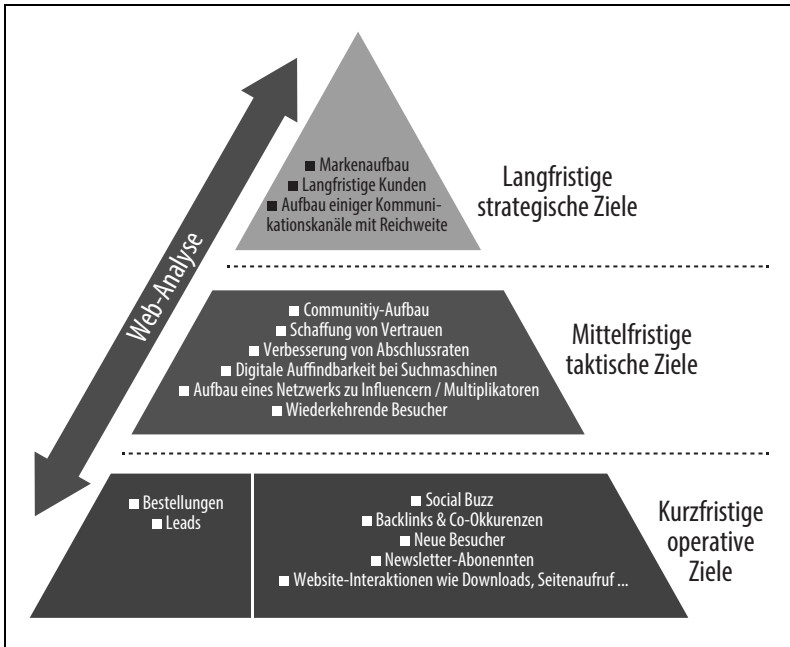 ■ Markenaufbau
■ Langfristige Kunden
■ Aufbau einiger Kommuni-
kationskanäle mit Reichweite
Langfristige
strategische Ziele
Web-Analyse
■ Communitiy-Aufbau
■ Schaffung von Vertrauen
■ Verbesserung von Abschlussraten
■ Digitale Auffindbarkeit bei Suchmaschinen
■ Aufbau eines Netzwerks zu Influencern / Multiplikatoren
■ Wiederkehrende Besucher
Mittelfristige
taktische Ziele
■ Bestellungen
■ Leads
■ Social Buzz
■ Backlinks & Co-Okkurenzen
■ Neue Besucher
■ Newsletter-Abonennten
■ Website-Interaktionen wie Downloads, Seitenaufruf ...
Kurzfristige
operative
Ziele